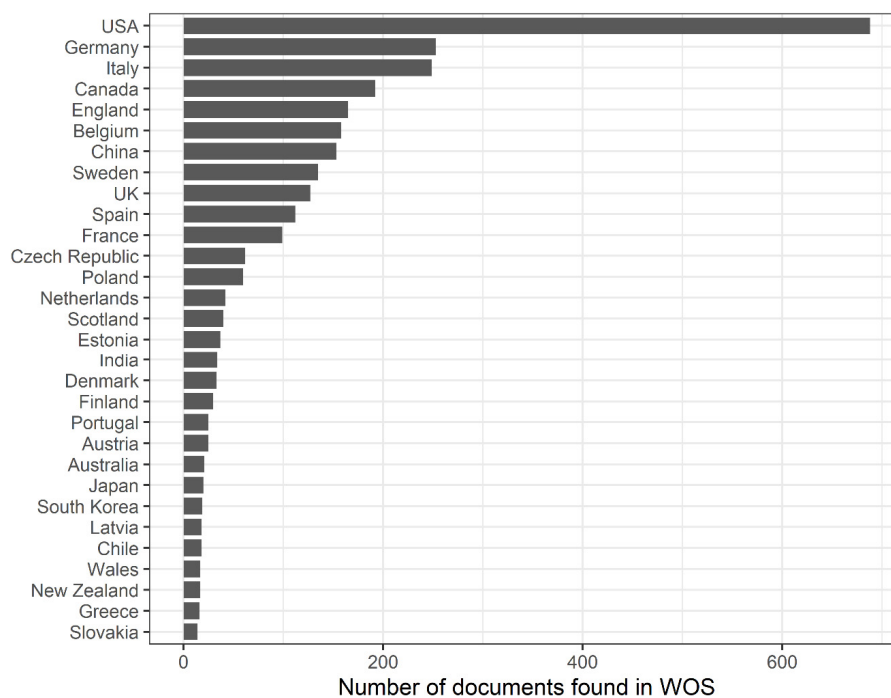 USA
Germany
Italy
Canada
England
Belgium
China
Sweden
UK
Spain
France
Czech Republic
Poland
Netherlands
Scotland
Estonia
India
Denmark
Finland
Portugal
Austria
Australia
Japan
South Korea
Latvia
Chile
Wales
New Zealand
Greece
Slovakia
0 200 400 600
Number of documents found in WOS